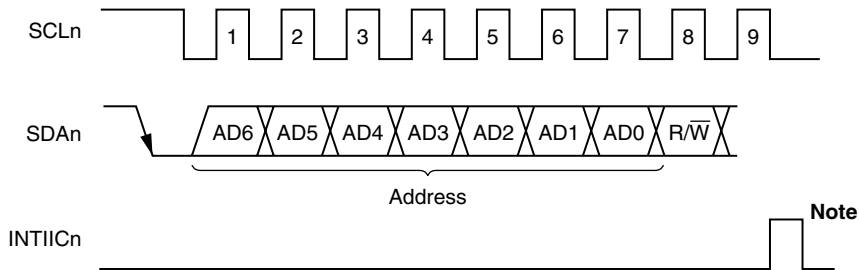 SCLn 1 2 3 4 5 6 7 8 9
SDAn AD6 AD5 AD4 AD3 AD2 AD1 AD0 R/W̅
Address
Note
INTIICn